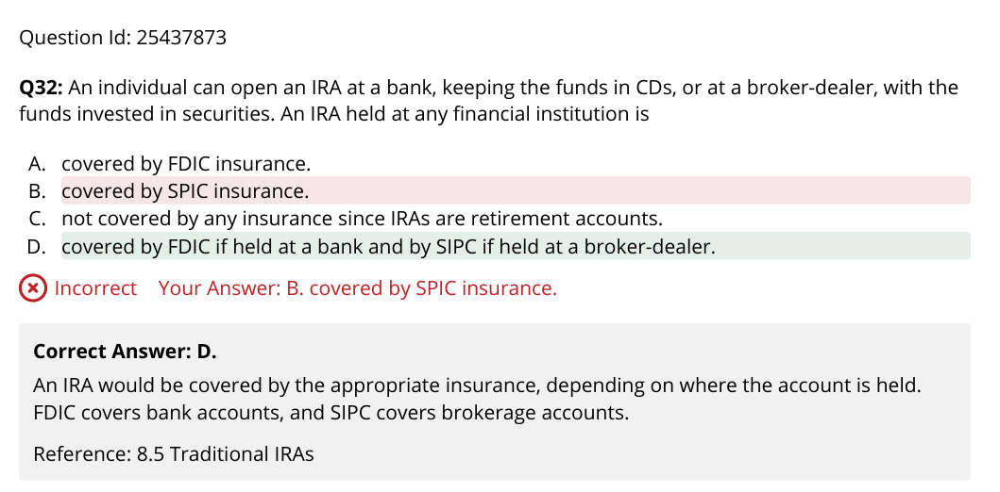 Question Id: 25437873
Q32: An individual can open an IRA at a bank, keeping the funds in CDs, or at a broker-dealer, with the
funds invested in securities. An IRA held at any financial institution is
A. covered by FDIC insurance.
B. covered by SPIC insurance.
C. not covered by any insurance since IRAs are retirement accounts.
D. covered by FDIC if held at a bank and by SIPC if held at a broker-dealer.
Incorrect Your Answer: B. covered by SPIC insurance.
Correct Answer: D.
An IRA would be covered by the appropriate insurance, depending on where the account is held.
FDIC covers bank accounts, and SIPC covers brokerage accounts.
Reference: 8.5 Traditional IRAs